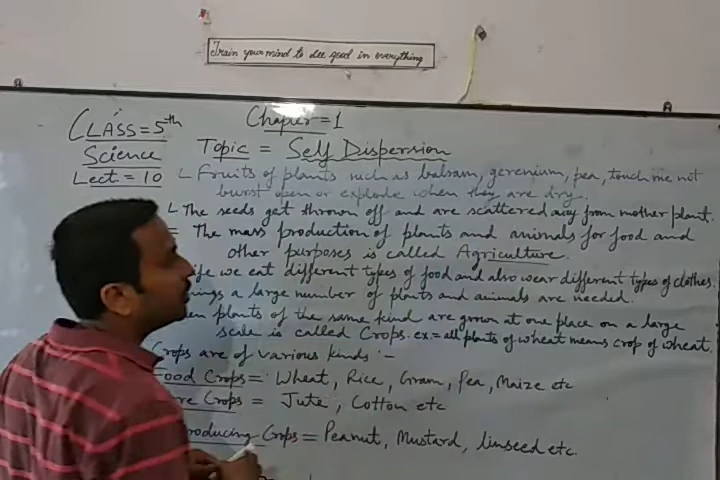 Train your mind to see good in everything
CLASS = 5th Chapter = 1
Science Topic = Self Dispersion
Lect = 10 Fruits of plants such as balsam, gerenium, pea, touch me not
burst open or explode when they are dry.
The seeds get thrown off and are scattered away from mother plant.
= The mass production of plants and animals for food and
other purposes is called Agriculture.
life we eat different types of food and also wear different types of clothes.
a large number of plants and animals are needed.
plants of the same kind are grown at one place on a large
scale is called Crops. ex = all plants of wheat means crop of wheat.
Crops are of various kinds :-
Food Crops = Wheat, Rice, Gram, Pea, Maize etc
Crops = Jute, Cotton etc
Producing Crops = Peanut, Mustard, linseed etc.